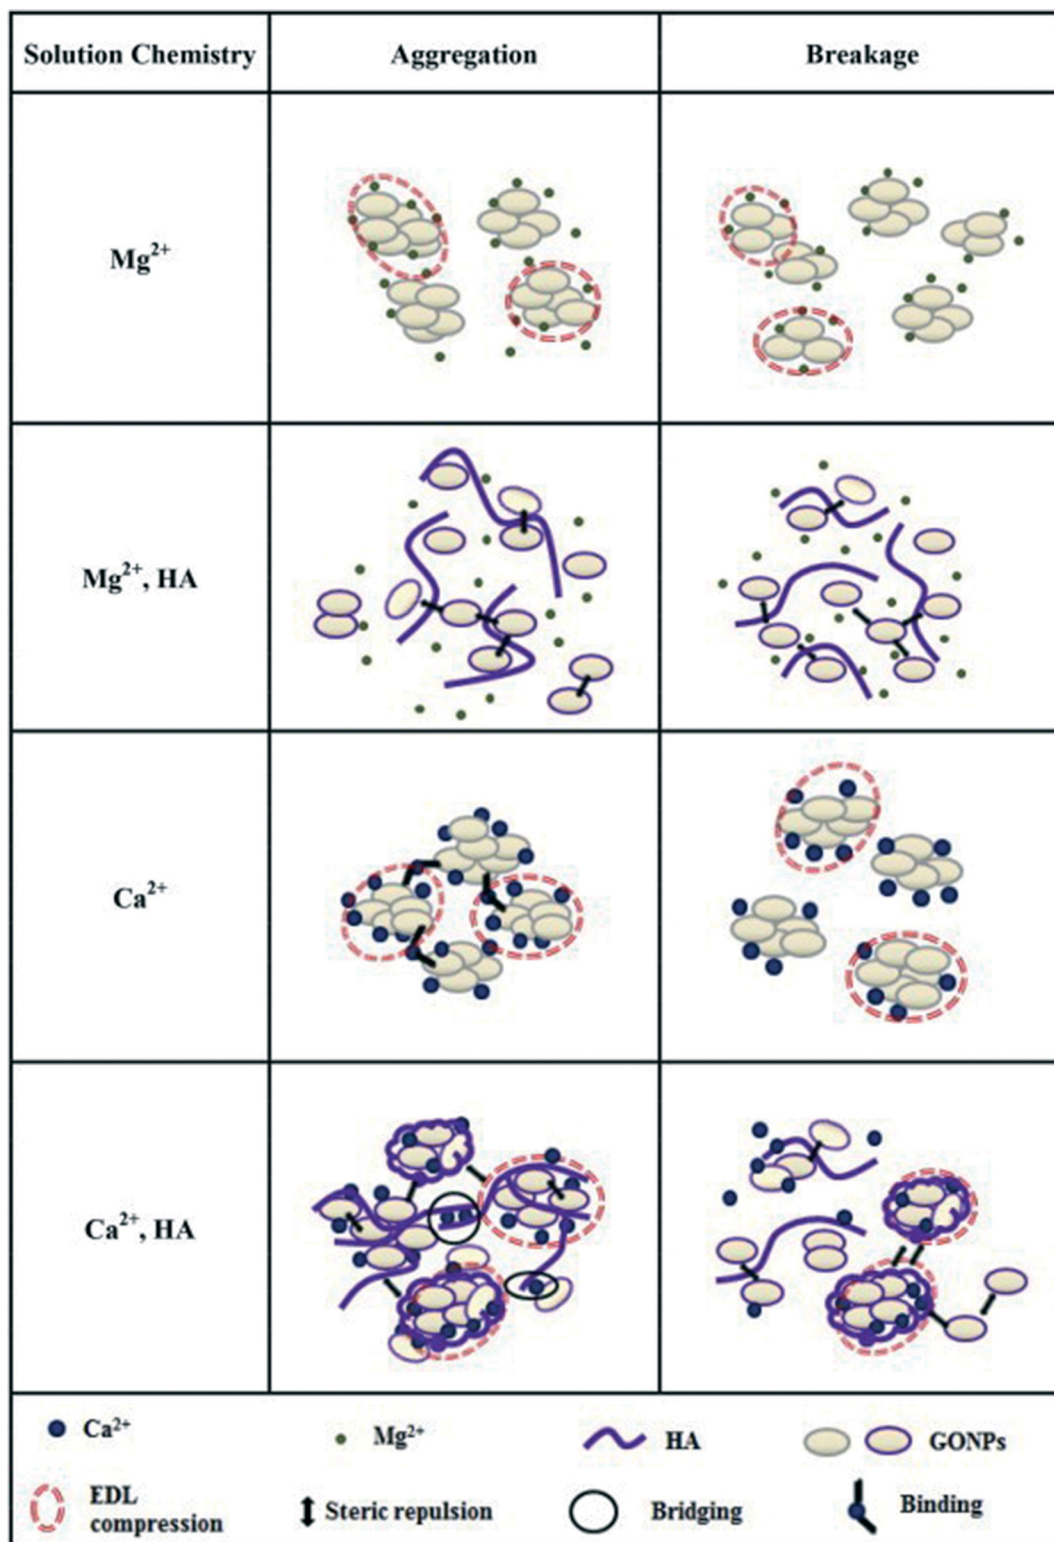 Solution Chemistry Aggregation Breakage
Mg²⁺
Mg²⁺, HA
Ca²⁺
Ca²⁺, HA
Ca²⁺ Mg²⁺ HA GONPs
EDL
compression Steric repulsion Bridging Binding